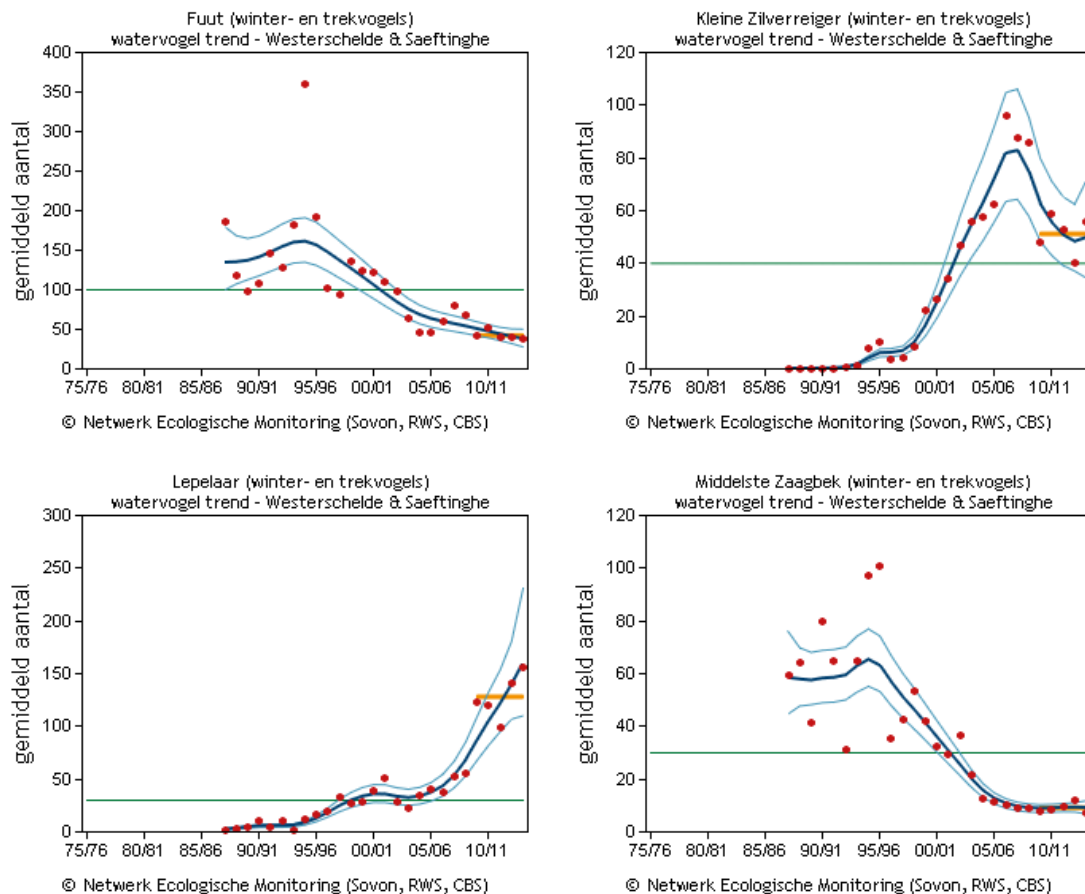 Fuut (winter- en trekvogels)
watervogel trend - Westerschelde & Saeftinghe
gemiddeld aantal
400
350
300
250
200
150
100
50
0
75/76 80/81 85/86 90/91 95/96 00/01 05/06 10/11
© Netwerk Ecologische Monitoring (Sovon, RWS, CBS)
Kleine Zilverreiger (winter- en trekvogels)
watervogel trend - Westerschelde & Saeftinghe
gemiddeld aantal
120
100
80
60
40
20
0
75/76 80/81 85/86 90/91 95/96 00/01 05/06 10/11
© Netwerk Ecologische Monitoring (Sovon, RWS, CBS)
Lepelaar (winter- en trekvogels)
watervogel trend - Westerschelde & Saeftinghe
gemiddeld aantal
300
250
200
150
100
50
0
75/76 80/81 85/86 90/91 95/96 00/01 05/06 10/11
© Netwerk Ecologische Monitoring (Sovon, RWS, CBS)
Middelste Zaagbek (winter- en trekvogels)
watervogel trend - Westerschelde & Saeftinghe
gemiddeld aantal
120
100
80
60
40
20
0
75/76 80/81 85/86 90/91 95/96 00/01 05/06 10/11
© Netwerk Ecologische Monitoring (Sovon, RWS, CBS)